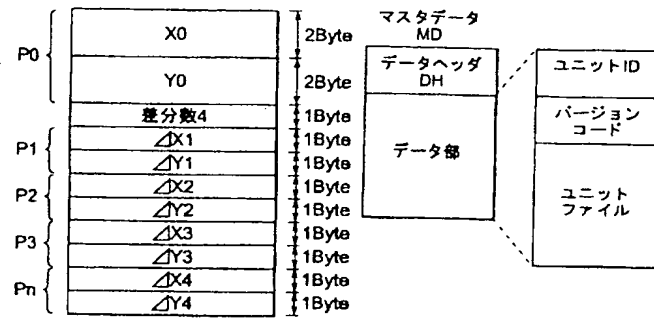 P0
X0
2Byte
Y0
2Byte
差分数4
1Byte
P1
⊿X1
1Byte
⊿Y1
1Byte
P2
⊿X2
1Byte
⊿Y2
1Byte
P3
⊿X3
1Byte
⊿Y3
1Byte
Pn
⊿X4
1Byte
⊿Y4
1Byte
マスタデータ
MD
データヘッダ
DH
データ部
ユニットID
バージョン
コード
ユニット
ファイル